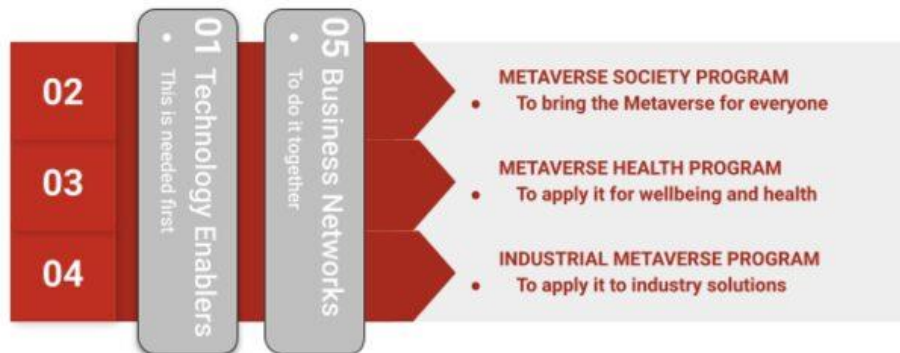 01 Technology Enablers
• This is needed first
05 Business Networks
• To do it together
02
METAVERSE SOCIETY PROGRAM
• To bring the Metaverse for everyone
03
METAVERSE HEALTH PROGRAM
• To apply it for wellbeing and health
04
INDUSTRIAL METAVERSE PROGRAM
• To apply it to industry solutions